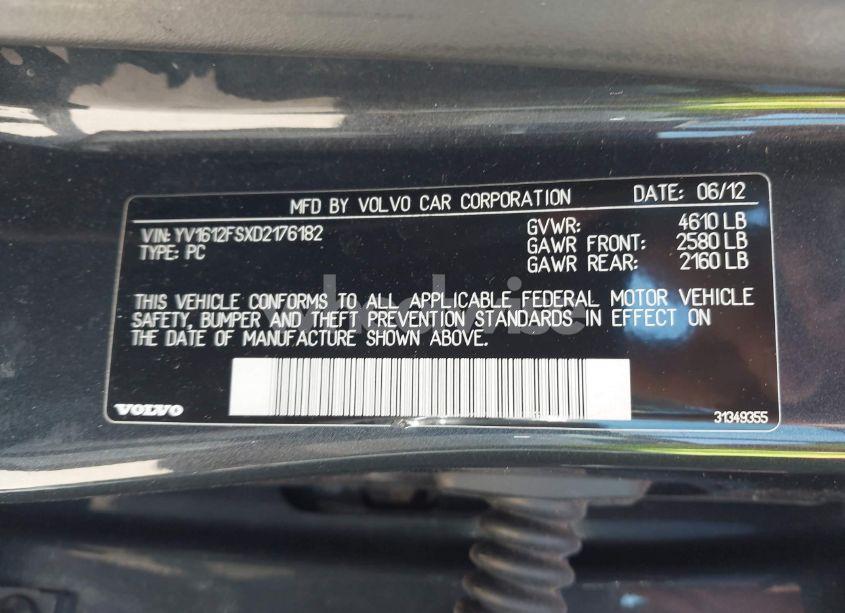 MFD BY VOLVO CAR CORPORATION DATE: 06/12
VIN: YV1612FSXD2176182 GVWR: 4610 LB
TYPE: PC GAWR FRONT: 2580 LB
GAWR REAR: 2160 LB
THIS VEHICLE CONFORMS TO ALL APPLICABLE FEDERAL MOTOR VEHICLE
SAFETY, BUMPER AND THEFT PREVENTION STANDARDS IN EFFECT ON
THE DATE OF MANUFACTURE SHOWN ABOVE.
VOLVO 31349355